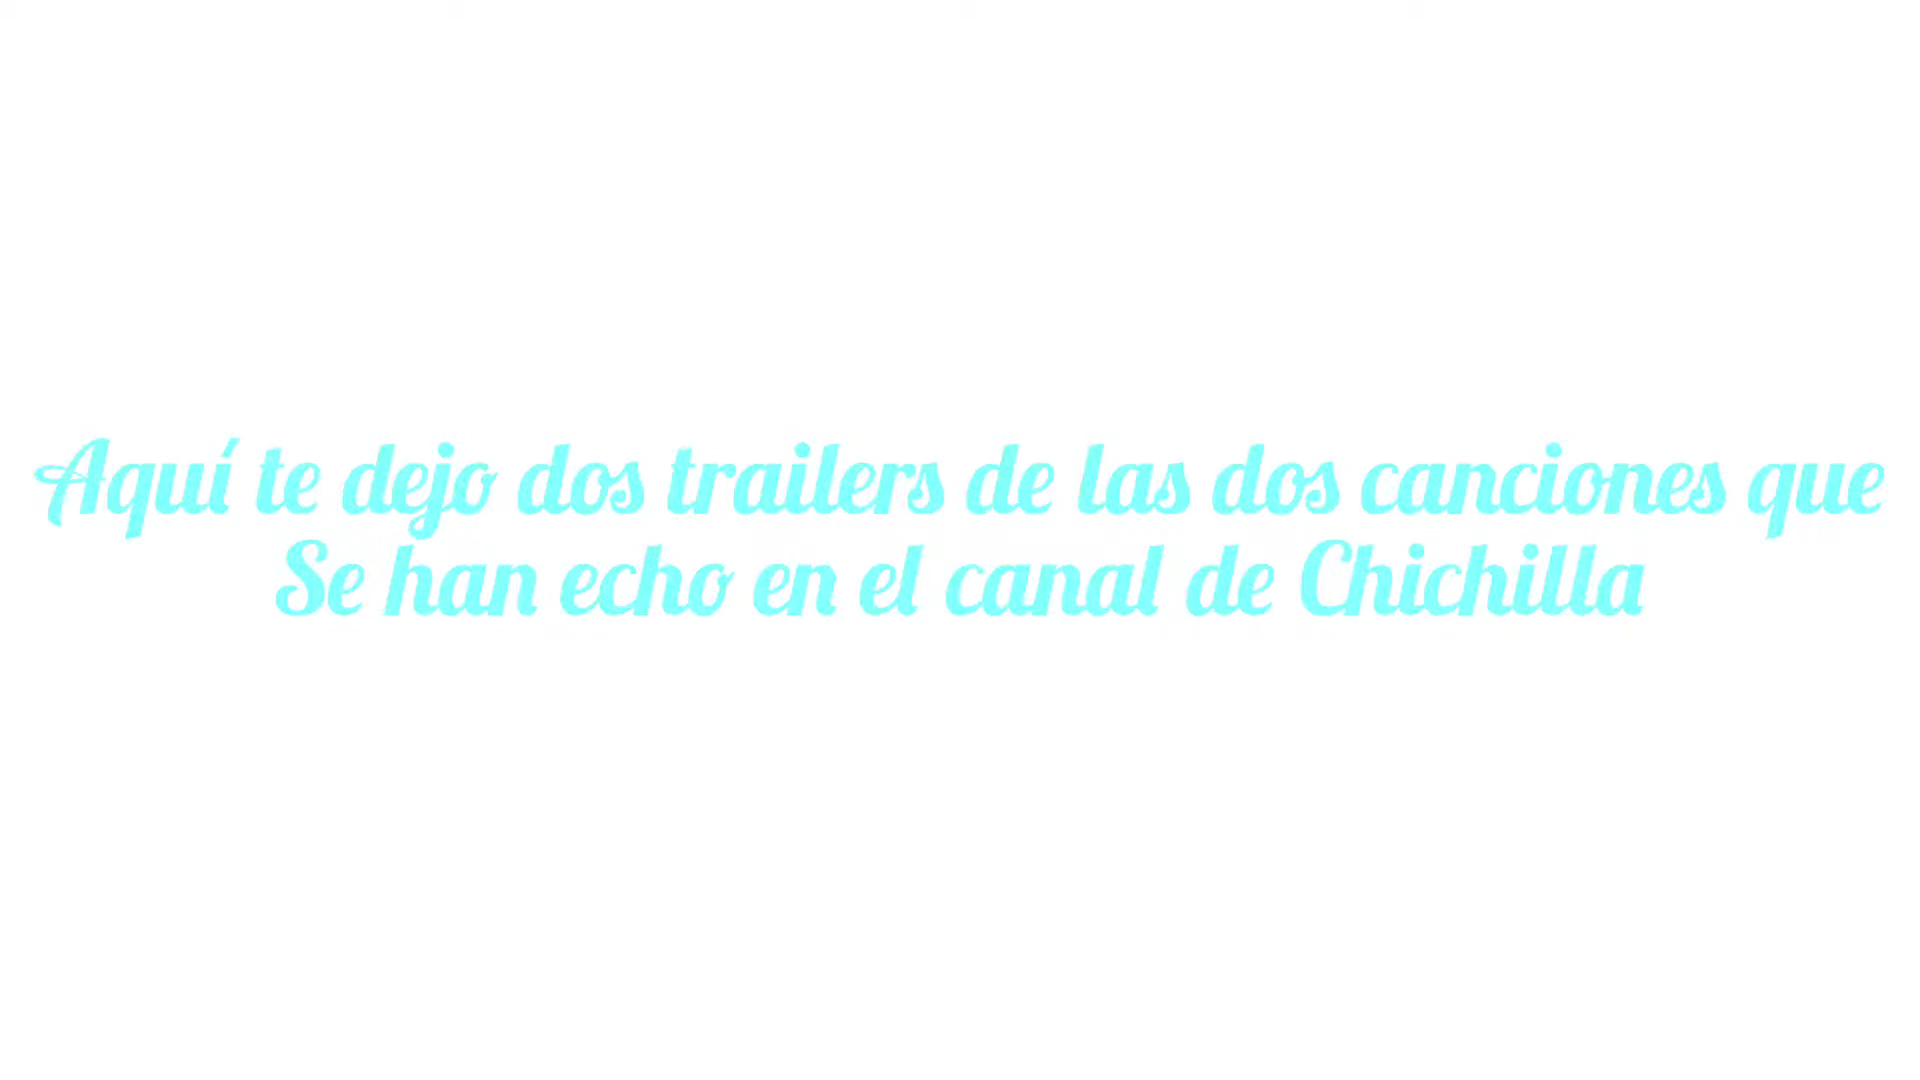 Aquí te dejo dos trailers de las dos canciones que
Se han echo en el canal de Chichilla